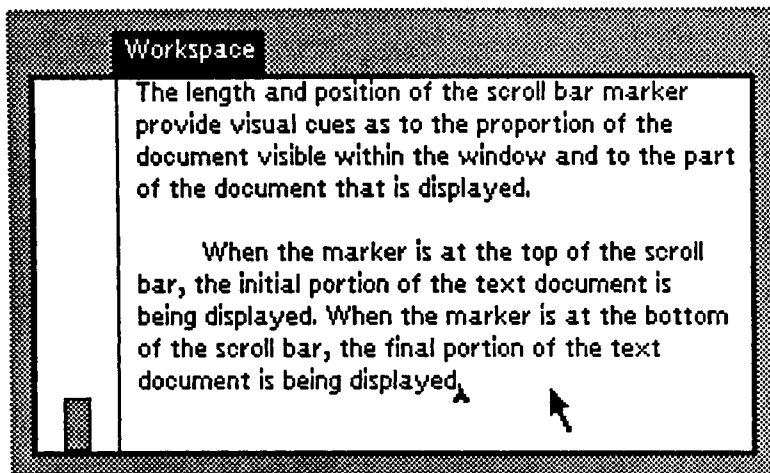 Workspace
The length and position of the scroll bar marker
provide visual cues as to the proportion of the
document visible within the window and to the part
of the document that is displayed.
When the marker is at the top of the scroll
bar, the initial portion of the text document is
being displayed. When the marker is at the bottom
of the scroll bar, the final portion of the text
document is being displayed.